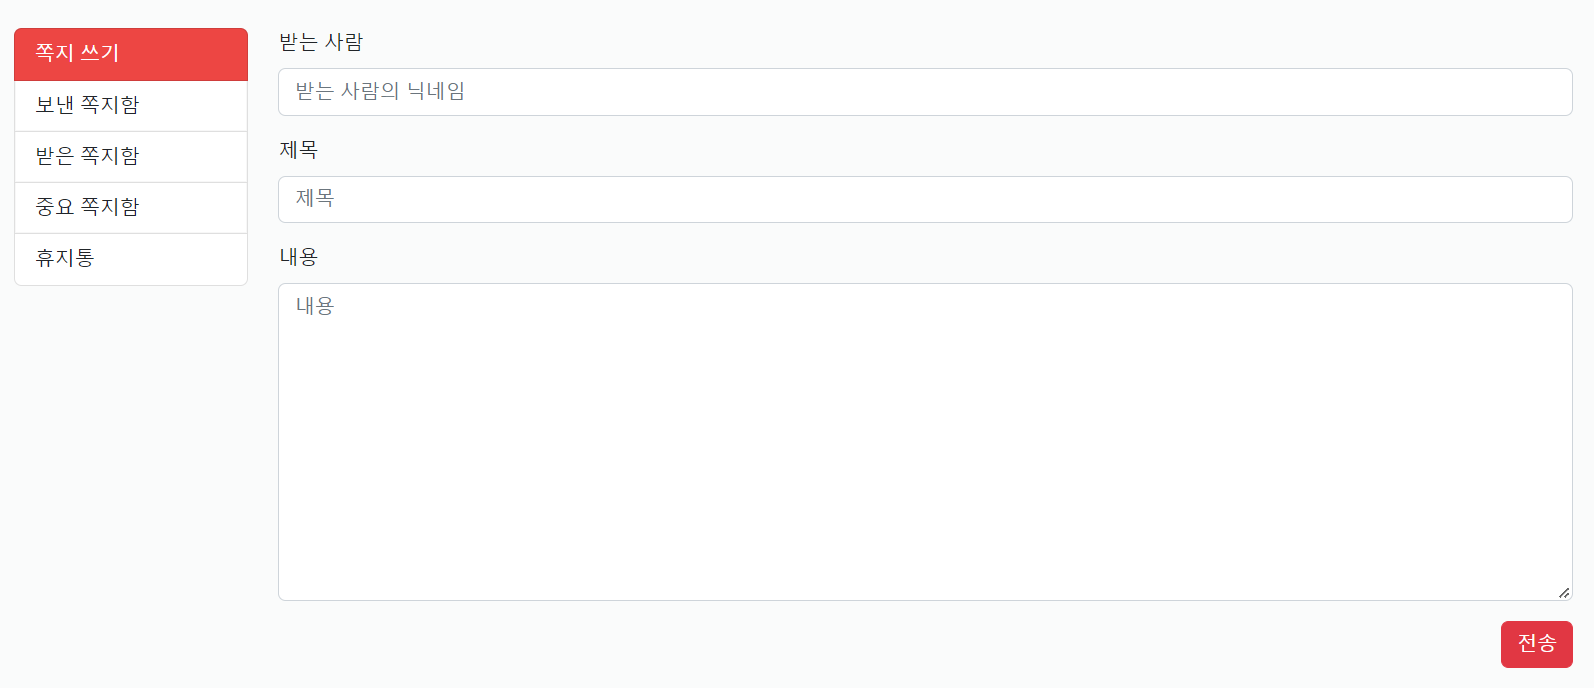 쪽지 쓰기
보낸 쪽지함
받은 쪽지함
중요 쪽지함
휴지통
받는 사람
받는 사람의 닉네임
제목
제목
내용
내용
전송